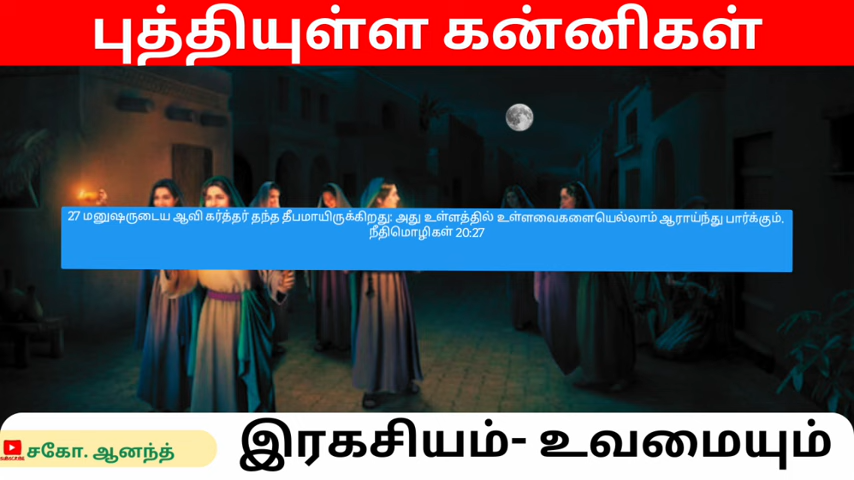 புத்தியுள்ள கன்னிகள்
27 மனுஷருடைய ஆவி கர்த்தர் தந்த தீபமாயிருக்கிறது; அது உள்ளத்தில் உள்ளவைகளையெல்லாம் ஆராய்ந்து பார்க்கும்.
நீதிமொழிகள் 20:27
சகோ. ஆனந்த்
இரகசியம்- உவமையும்